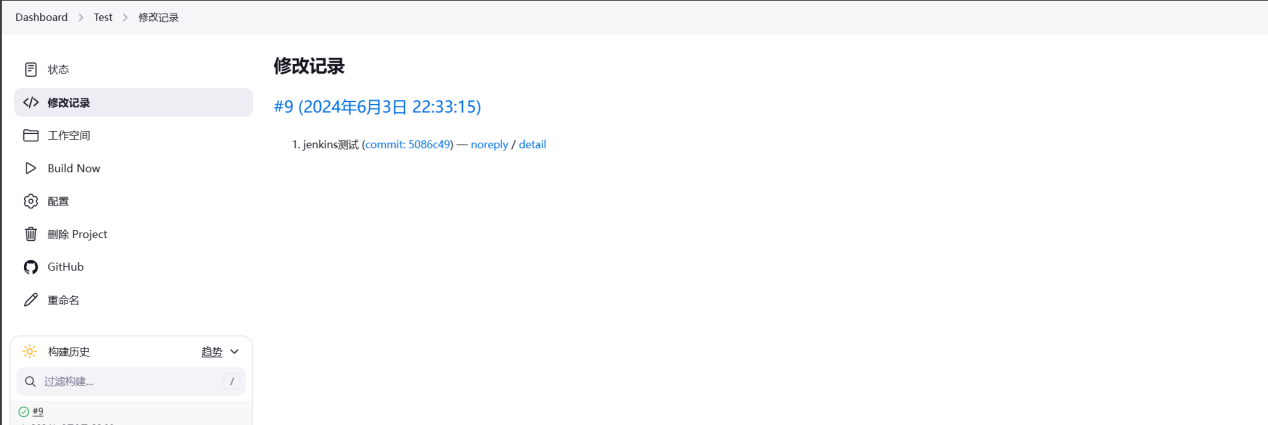 Dashboard > Test > 修改记录
状态
修改记录
工作空间
Build Now
配置
删除 Project
GitHub
重命名
构建历史 趋势
过滤构建... /
#9
修改记录
#9 (2024年6月3日 22:33:15)
1. jenkins测试 (commit: 5086c49) — noreply / detail